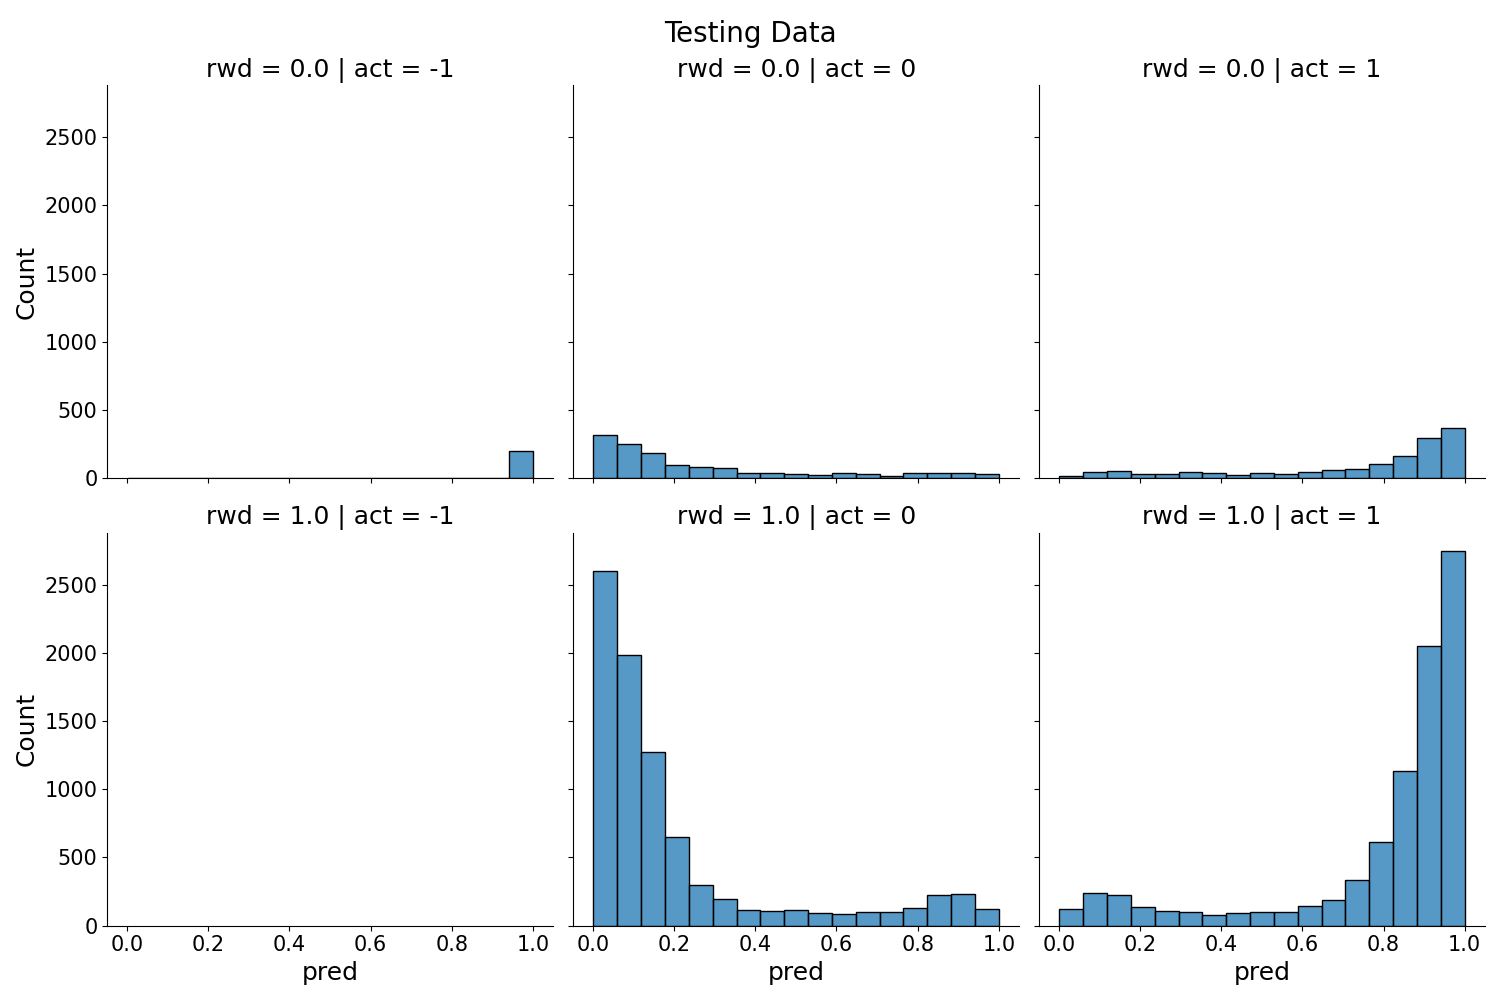 Testing Data
rwd = 0.0 | act = -1
rwd = 0.0 | act = 0
rwd = 0.0 | act = 1
Count
2500
2000
1500
1000
500
0
rwd = 1.0 | act = -1
rwd = 1.0 | act = 0
rwd = 1.0 | act = 1
Count
2500
2000
1500
1000
500
0
0.0 0.2 0.4 0.6 0.8 1.0
0.0 0.2 0.4 0.6 0.8 1.0
0.0 0.2 0.4 0.6 0.8 1.0
pred
pred
pred